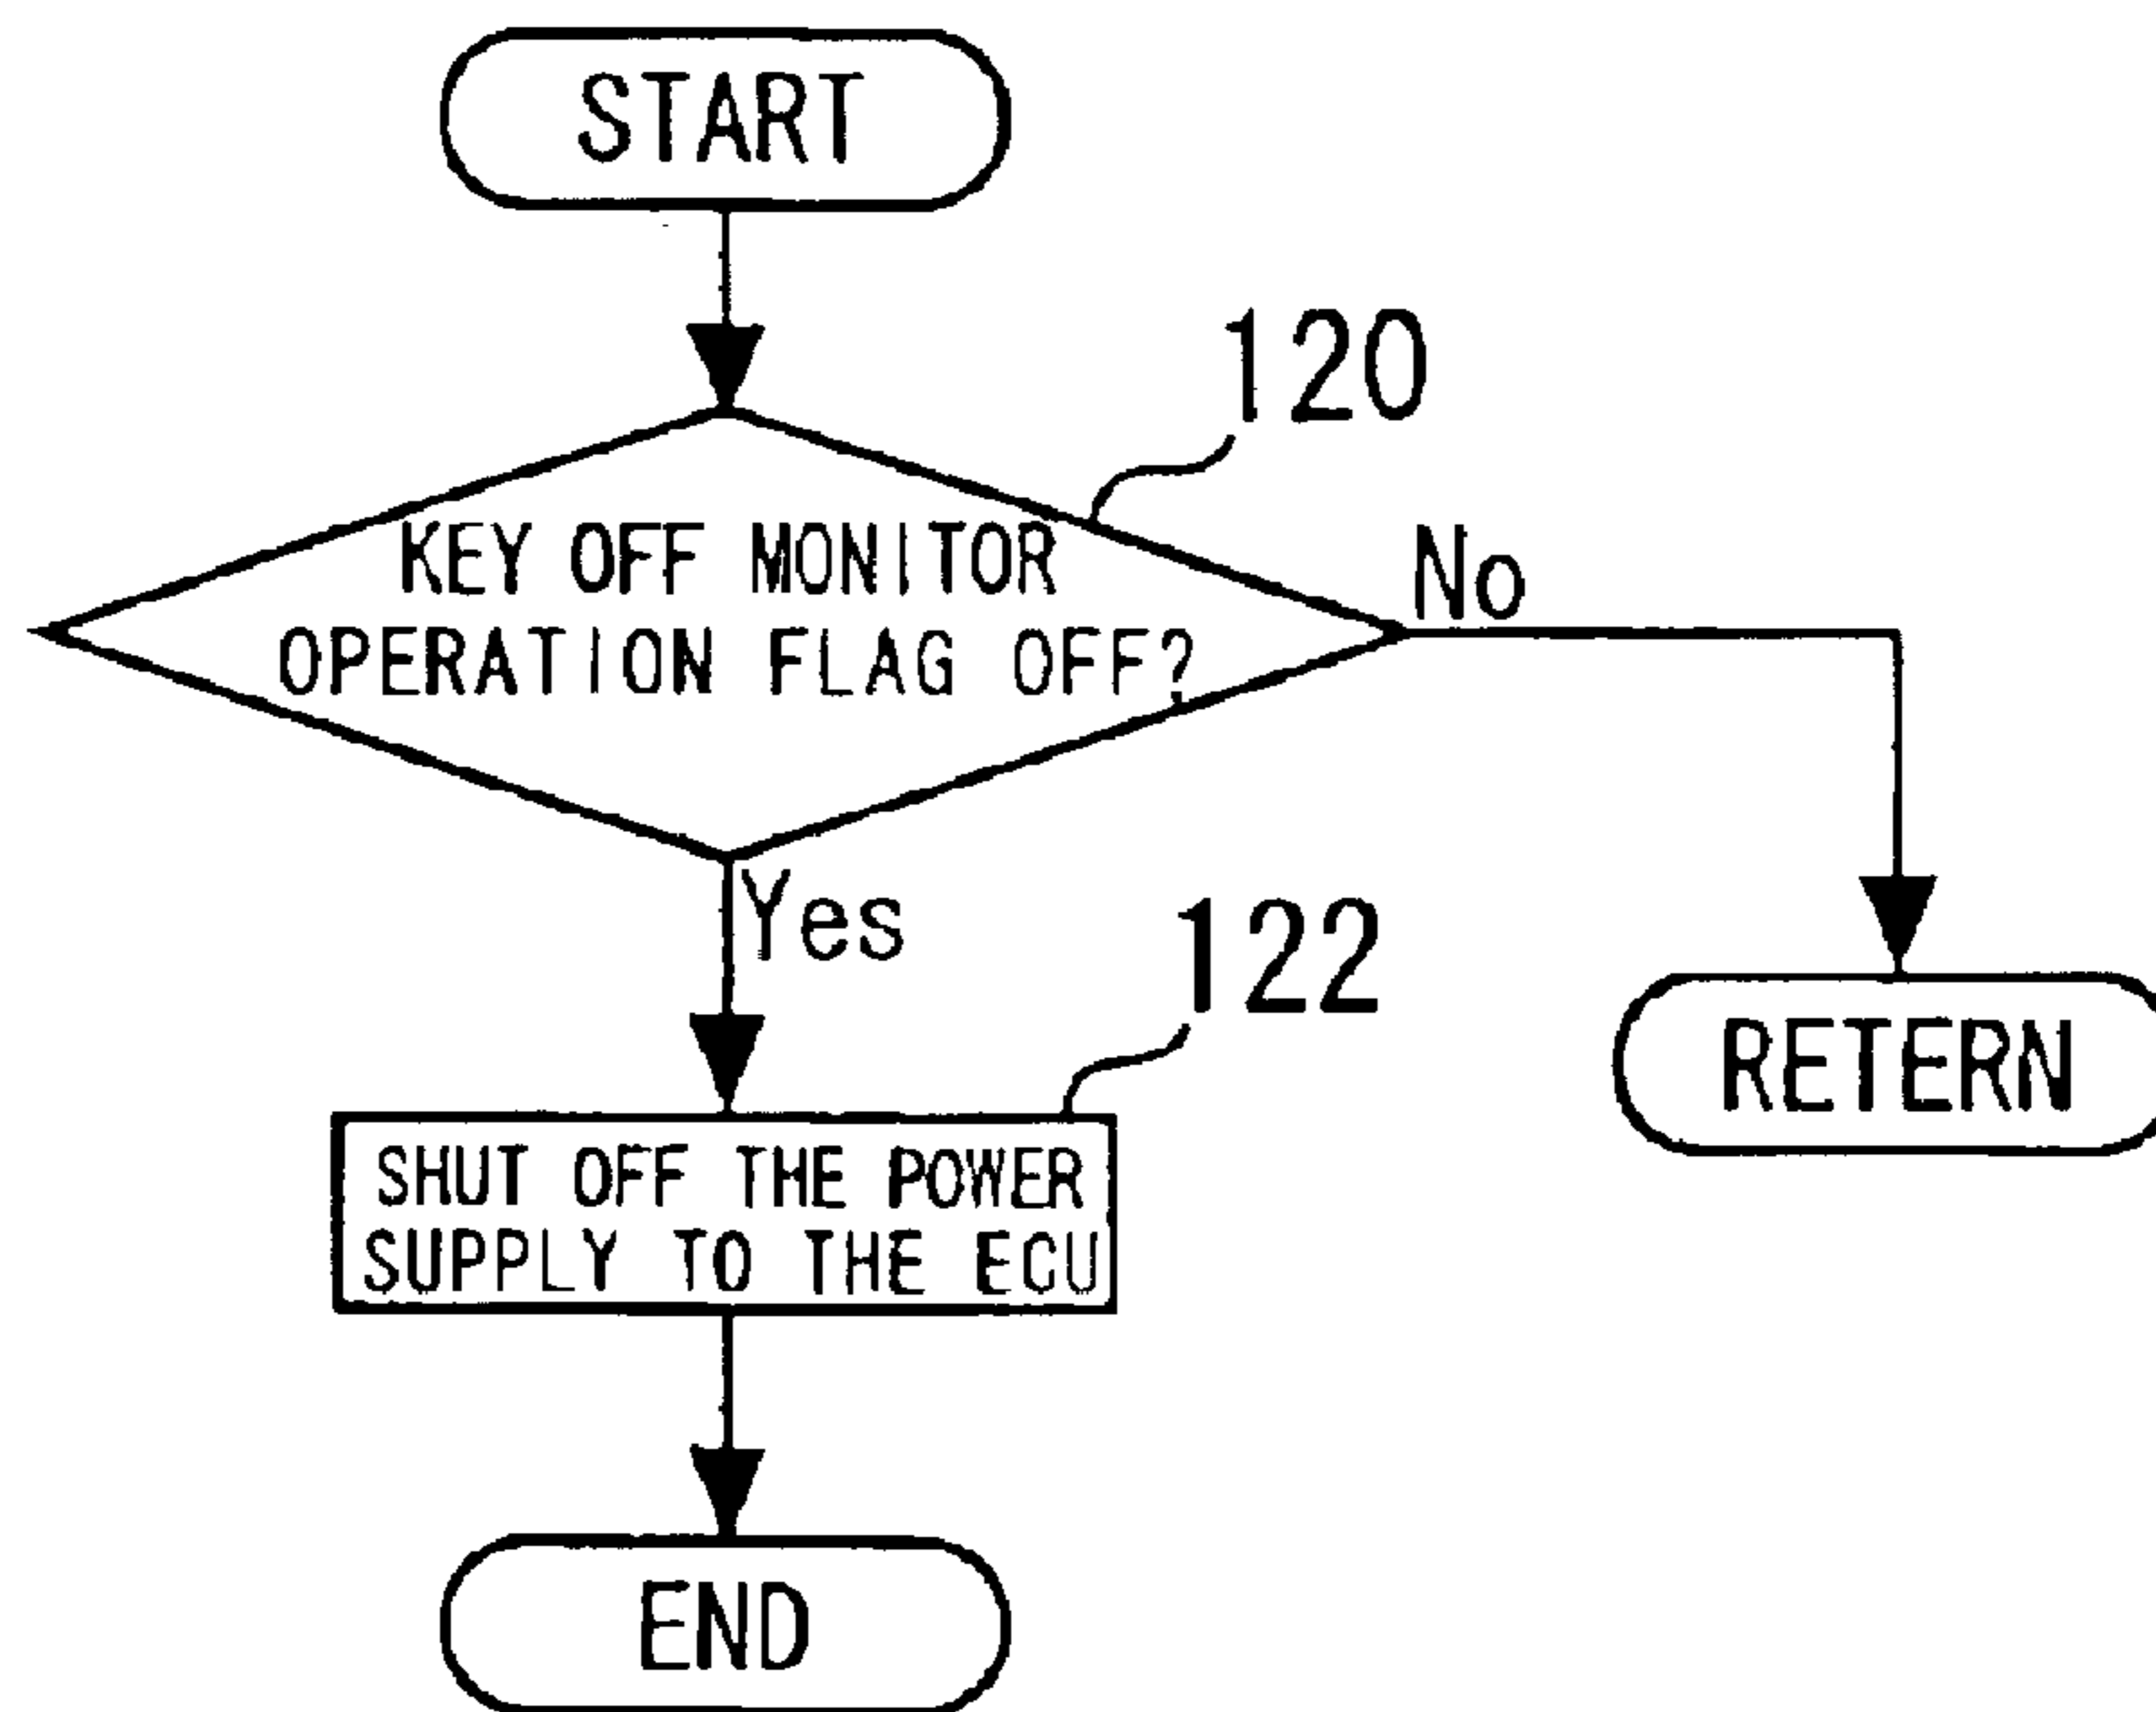 START
120
KEY OFF MONITOR
OPERATION FLAG OFF?
No
Yes
122
RETERN
SHUT OFF THE POWER
SUPPLY TO THE ECU
END